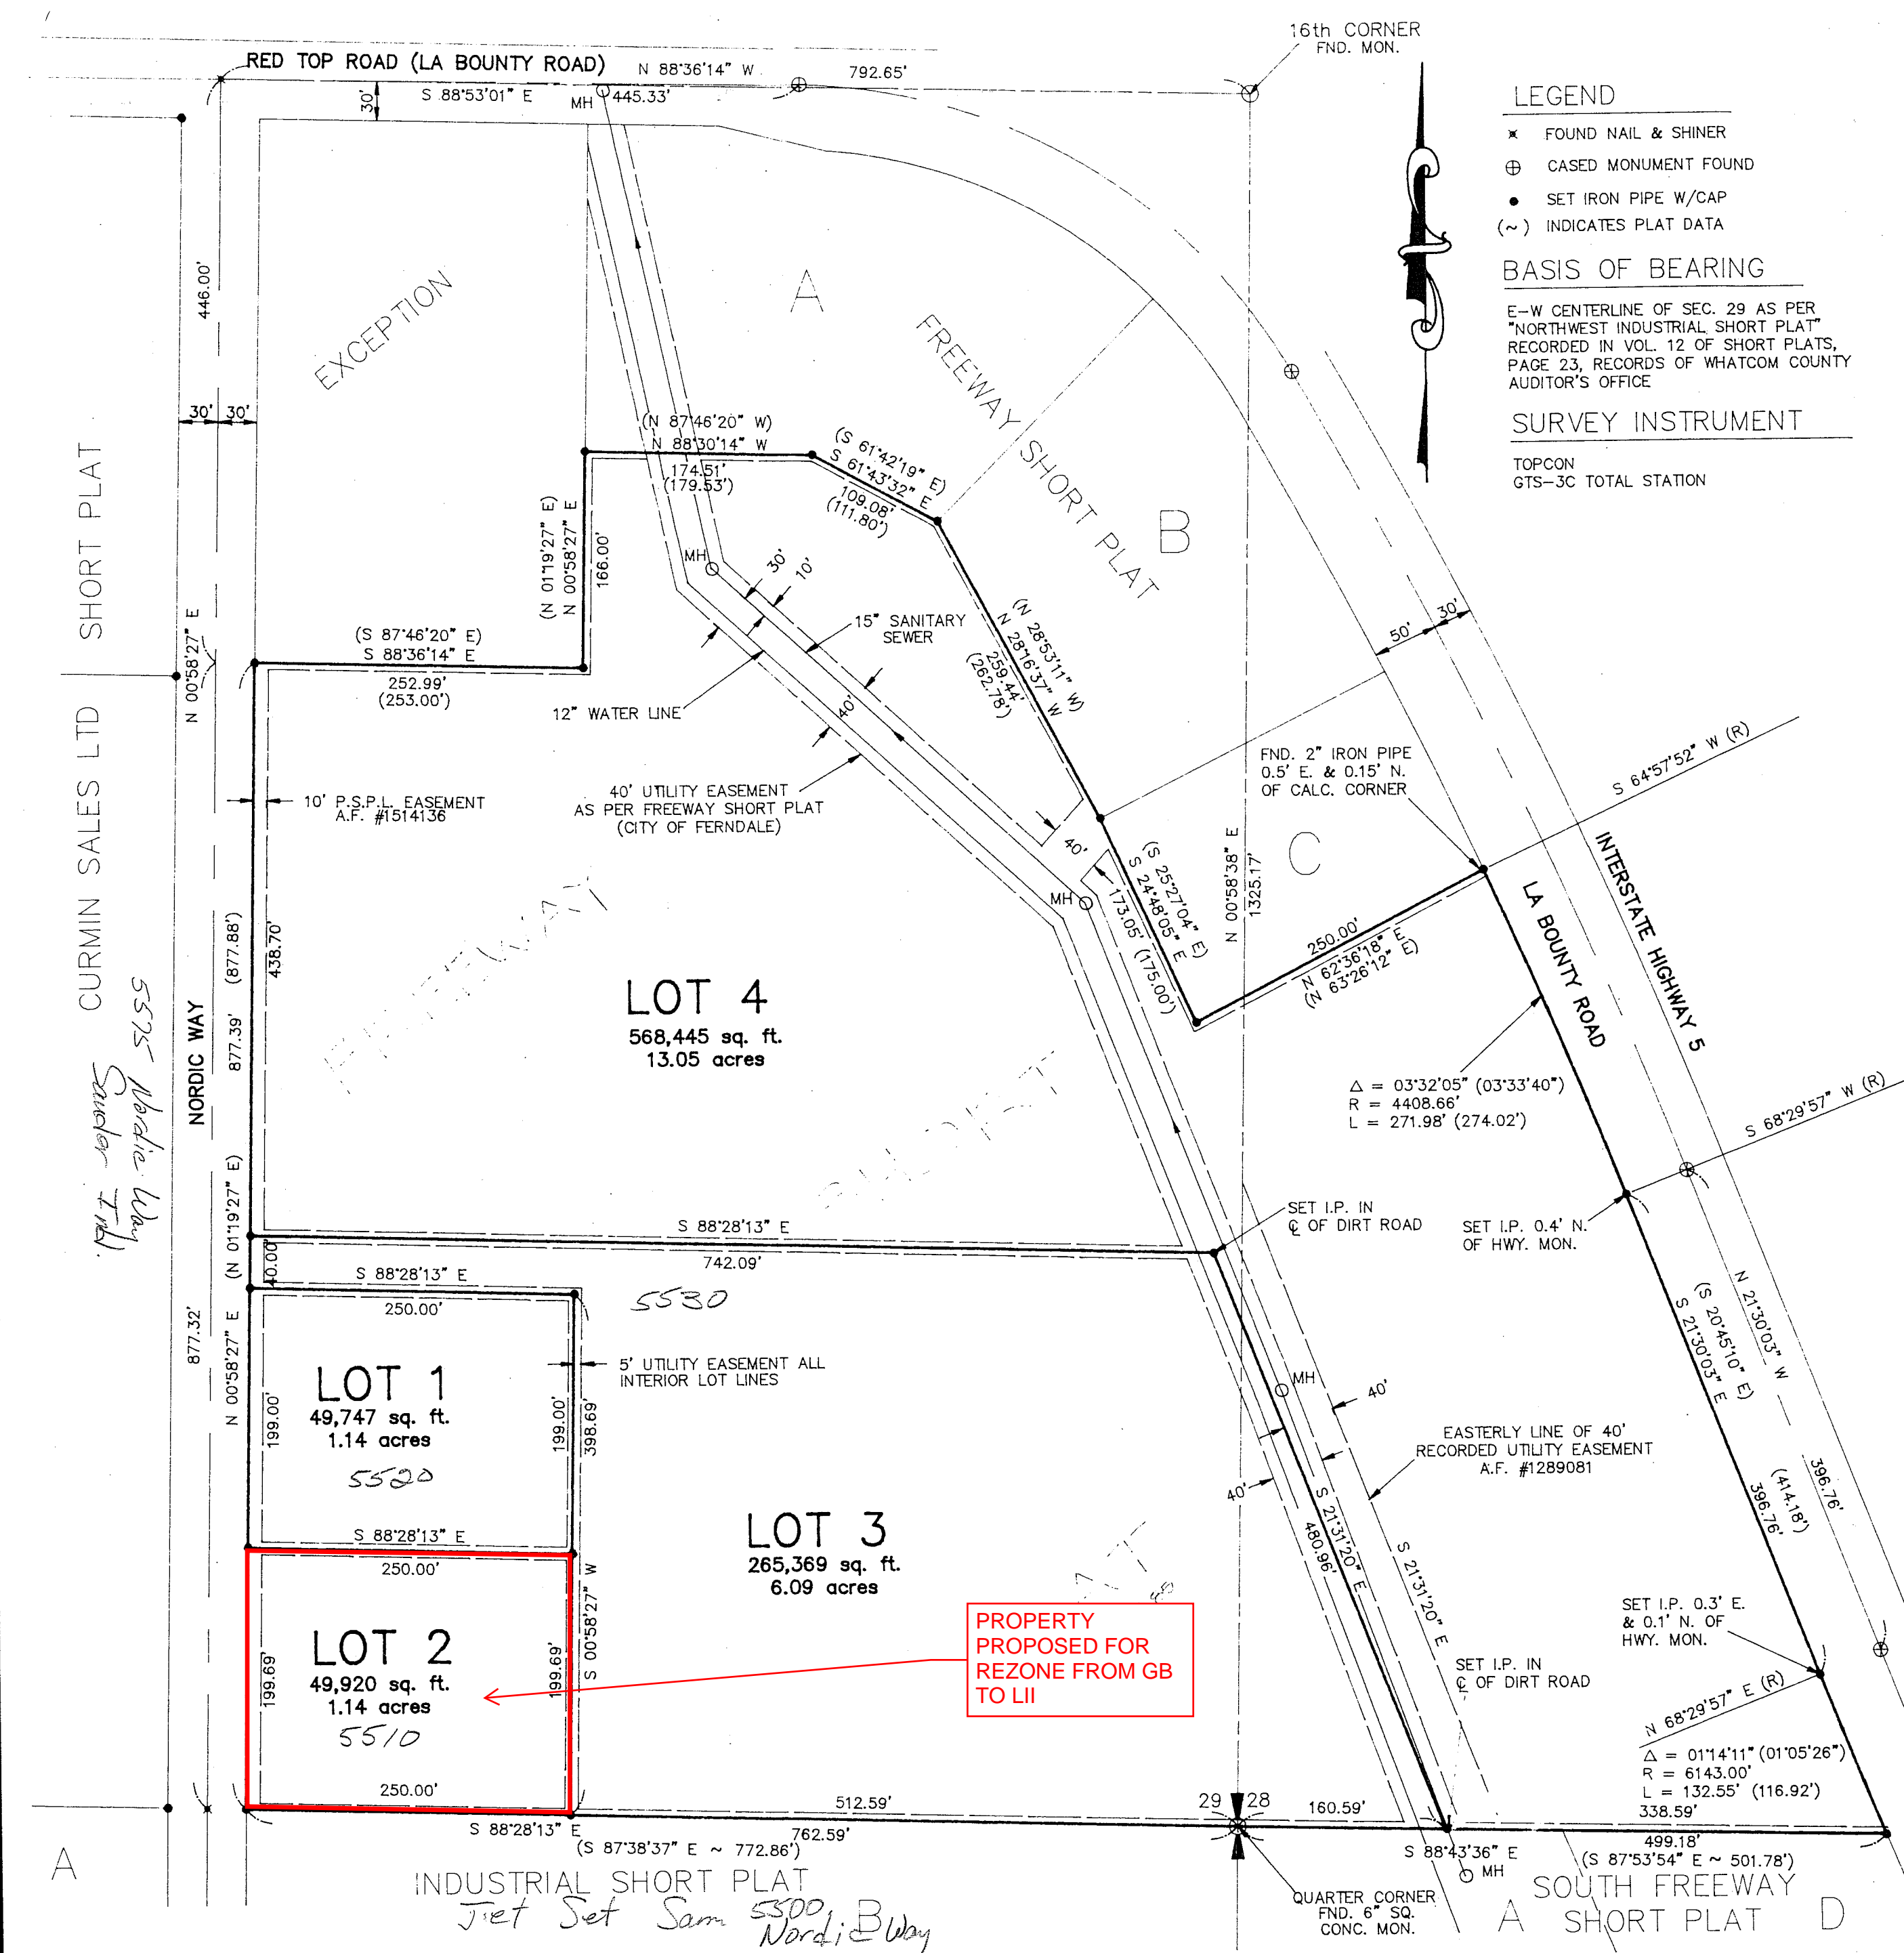 RED TOP ROAD (LA BOUNTY ROAD)
N 88°36'14" W
792.65'
S 88°53'01" E
MH
445.33'
30'
16th CORNER
FND. MON.
LEGEND
FOUND NAIL & SHINER
CASED MONUMENT FOUND
SET IRON PIPE W/CAP
(~) INDICATES PLAT DATA
BASIS OF BEARING
E-W CENTERLINE OF SEC. 29 AS PER
"NORTHWEST INDUSTRIAL SHORT PLAT"
RECORDED IN VOL. 12 OF SHORT PLATS,
PAGE 23, RECORDS OF WHATCOM COUNTY
AUDITOR'S OFFICE
SURVEY INSTRUMENT
TOPCON
GTS-3C TOTAL STATION
446.00'
EXCEPTION
A
FREEWAY SHORT PLAT
B
C
30' 30'
(N 87°46'20" W)
N 88°30'14" W
174.51'
(179.53')
(S 61°42'19" E)
S 61°43'32" E
109.08'
(111.80')
(N 01°19'27" E)
N 00°58'27" E
166.00'
MH
30'
10'
15" SANITARY
SEWER
(N 28°53'11" W)
N 28°16'37" W
259.44'
(262.78')
50'
30'
CURMIN SALES LTD SHORT PLAT
N 00°58'27" E
(S 87°46'20" E)
S 88°36'14" E
252.99'
(253.00')
12" WATER LINE
40'
10' P.S.P.L. EASEMENT
A.F. #1514136
40' UTILITY EASEMENT
AS PER FREEWAY SHORT PLAT
(CITY OF FERNDALE)
40'
FND. 2" IRON PIPE
0.5' E. & 0.15' N.
OF CALC. CORNER
S 64°57'52" W (R)
N 00°58'38" E
1325.17'
(S 25°27'04" E)
S 24°48'05" E
173.05' (175.00')
MH
250.00'
N 62°36'18" E
(N 63°26'12" E)
LA BOUNTY ROAD
INTERSTATE HIGHWAY 5
FREEWAY
SHORT
(877.88')
877.39'
438.70'
NORDIC WAY
5575 Nordic Way
LOT 4
568,445 sq. ft.
13.05 acres
Δ = 03°32'05" (03°33'40")
R = 4408.66'
L = 271.98' (274.02')
S 68°29'57" W (R)
(N 01°19'27" E)
40.00'
S 88°28'13" E
742.09'
SET I.P. IN
℄ OF DIRT ROAD
SET I.P. 0.4' N.
OF HWY. MON.
S 88°28'13" E
250.00'
5530
877.32'
N 00°58'27" E
LOT 1
49,747 sq. ft.
1.14 acres
5520
199.00'
199.00'
398.69'
5' UTILITY EASEMENT ALL
INTERIOR LOT LINES
MH
40'
EASTERLY LINE OF 40'
RECORDED UTILITY EASEMENT
A.F. #1289081
N 21°30'03" W
(S 20°45'10" E)
S 21°30'03" E
396.76'
(414.18')
396.76'
40'
S 21°31'20" E
480.96'
S 21°31'20" E
LOT 3
265,369 sq. ft.
6.09 acres
S 88°28'13" E
250.00'
S 00°58'27" W
LOT 2
49,920 sq. ft.
1.14 acres
5510
199.69'
199.69'
250.00'
PROPERTY
PROPOSED FOR
REZONE FROM GB
TO LII
SET I.P. 0.3' E.
& 0.1' N. OF
HWY. MON.
SET I.P. IN
℄ OF DIRT ROAD
N 68°29'57" E (R)
Δ = 01°14'11" (01°05'26")
R = 6143.00'
L = 132.55' (116.92')
338.59'
512.59'
29 28
160.59'
S 88°28'13" E
762.59'
(S 87°38'37" E ~ 772.86')
S 88°43'36" E
499.18'
(S 87°53'54" E ~ 501.78')
MH
A
INDUSTRIAL SHORT PLAT
B
Jet Set Sam 5500
Nordic Way
QUARTER CORNER
FND. 6" SQ.
CONC. MON.
SOUTH FREEWAY
A SHORT PLAT D